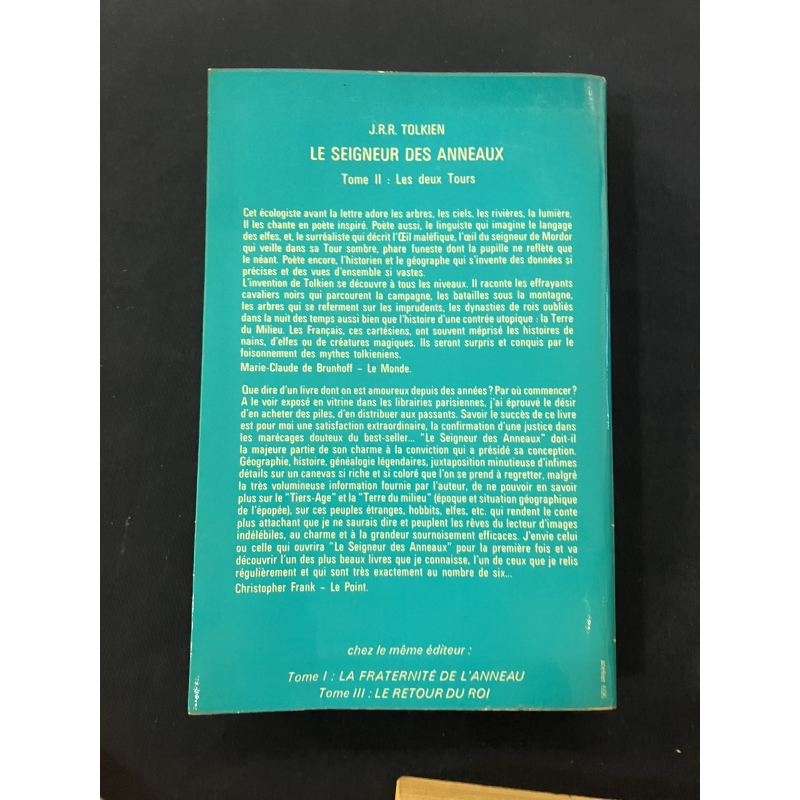 J.R.R. TOLKIEN
LE SEIGNEUR DES ANNEAUX
Tome II : Les deux Tours
Cet écologiste avant la lettre adore les arbres, les ciels, les rivières, la lumière.
Il les chante en poète inspiré. Poète aussi, le linguiste qui imagine le langage
des elfes, et, le surréaliste qui décrit l'Œil maléfique, l'œil du seigneur de Mordor
qui veille dans sa Tour sombre, phare funeste dont la pupille ne reflète que
le néant. Poète encore, l'historien et le géographe qui s'invente des données si
précises et des vues d'ensemble si vastes.
L'invention de Tolkien se découvre à tous les niveaux. Il raconte les effrayants
cavaliers noirs qui parcourent la campagne, les batailles sous la montagne,
les arbres qui se referment sur les imprudents, les dynasties de rois oubliés
dans la nuit des temps aussi bien que l'histoire d'une contrée utopique : la Terre
du Milieu. Les Français, ces cartésiens, ont souvent méprisé les histoires de
nains, d'elfes ou de créatures magiques. Ils seront surpris et conquis par le
foisonnement des mythes tolkieniens.
Marie-Claude de Brunhoff – Le Monde.
Que dire d'un livre dont on est amoureux depuis des années ? Par où commencer ?
A le voir exposé en vitrine dans les librairies parisiennes, j'ai éprouvé le désir
d'en acheter des piles, d'en distribuer aux passants. Savoir le succès de ce livre
est pour moi une satisfaction extraordinaire, la confirmation d'une justice dans
les marécages douteux du best-seller... "Le Seigneur des Anneaux" doit-il
la majeure partie de son charme à la conviction qui a présidé sa conception.
Géographie, histoire, généalogie légendaires, juxtaposition minutieuse d'infimes
détails sur un canevas si riche et si coloré que l'on se prend à regretter, malgré
la très volumineuse information fournie par l'auteur, de ne pouvoir en savoir
plus sur le "Tiers-Age" et la "Terre du milieu" (époque et situation géographique
de l'épopée), sur ces peuples étranges, hobbits, elfes, etc. qui rendent le conte
plus attachant que je ne saurais dire et peuplent les rêves du lecteur d'images
indélébiles, au charme et à la grandeur sournoisement efficaces. J'envie celui
ou celle qui ouvrira "Le Seigneur des Anneaux" pour la première fois et va
découvrir l'un des plus beaux livres que je connaisse, l'un de ceux que je relis
régulièrement et qui sont très exactement au nombre de six...
Christopher Frank – Le Point.
chez le même éditeur :
Tome I : LA FRATERNITÉ DE L'ANNEAU
Tome III : LE RETOUR DU ROI